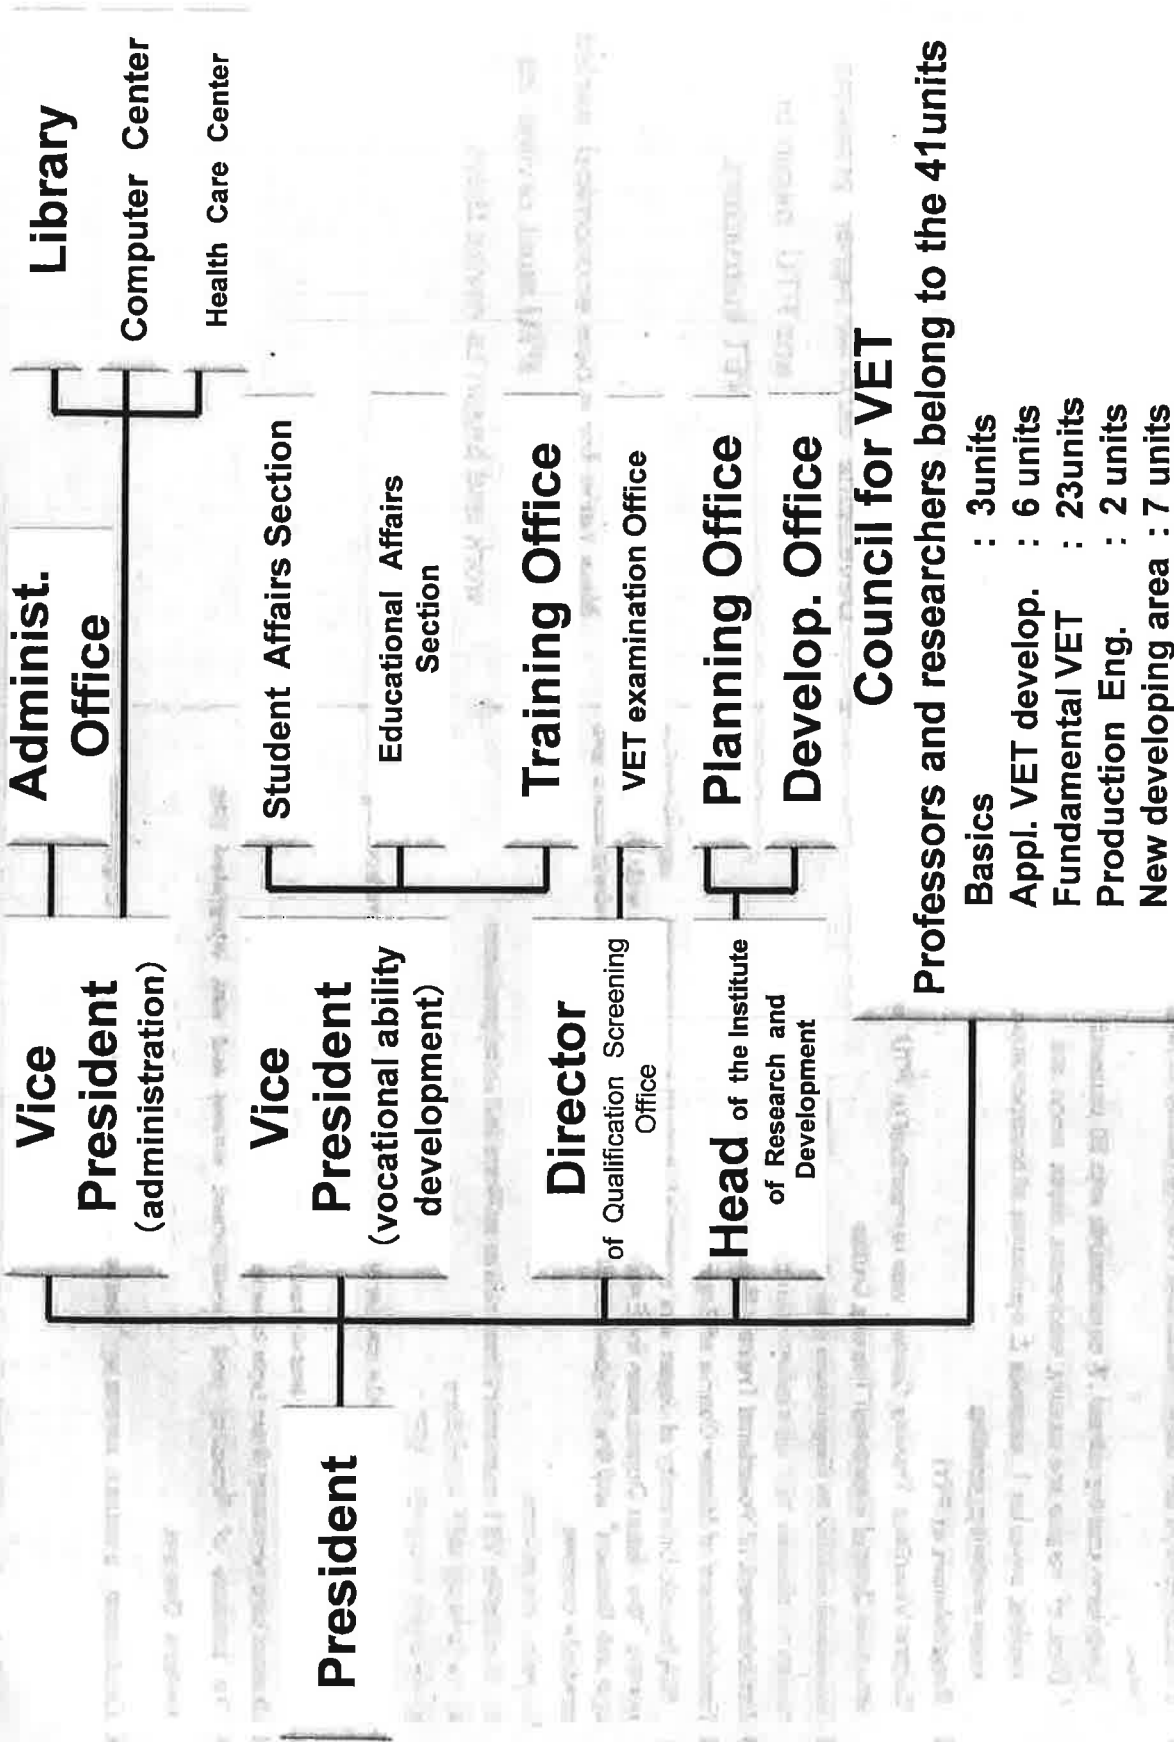 President
Vice
President
(administration)
Vice
President
(vocational ability
development)
Director
of Qualification Screening
Office
Head of the Institute
of Research and
Development
Administ.
Office
Library
Computer Center
Health Care Center
Student Affairs Section
Educational Affairs
Section
Training Office
VET examination Office
Planning Office
Develop. Office
Council for VET
Professors and researchers belong to the 41units
Basics : 3units
Appl. VET develop. : 6 units
Fundamental VET : 23units
Production Eng. : 2 units
New developing area : 7 units